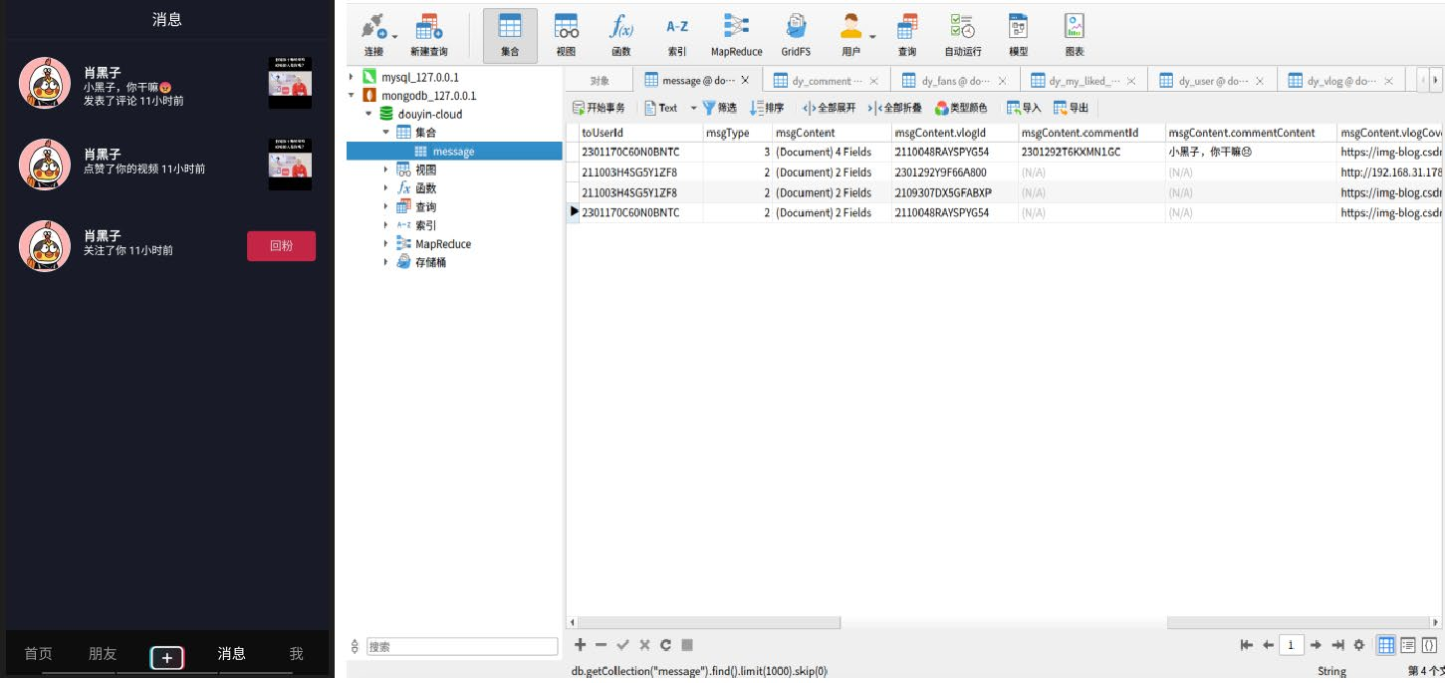 消息
肖黑子
小黑子，你干嘛😡
发表了评论 11小时前
肖黑子
点赞了你的视频 11小时前
肖黑子
关注了你 11小时前
回粉
首页 朋友 消息 我
连接 新建查询 集合 视图 函数 索引 MapReduce GridFS 用户 查询 自动运行 模型 图表
f(x) A-Z
mysql_127.0.0.1
mongodb_127.0.0.1
douyin-cloud
集合
message
视图
函数
查询
索引
MapReduce
存储桶
搜索
对象 message @ do··· dy_comment ··· dy_fans @ do··· dy_my_liked_··· dy_user @ do··· dy_vlog @ do···
开始事务 Text 筛选 排序 全部展开 全部折叠 类型颜色 导入 导出
toUserId msgType msgContent msgContent.vlogId msgContent.commentId msgContent.commentContent msgContent.vlogCov
2301170C60N0BNTC 3 (Document) 4 Fields 2110048RAYSPYG54 2301292T6KXMN1GC 小黑子，你干嘛😡 https://img-blog.csdn
211003H4SG5Y1ZF8 2 (Document) 2 Fields 2301292Y9F66A800 (N/A) (N/A) http://192.168.31.178
211003H4SG5Y1ZF8 2 (Document) 2 Fields 2109307DX5GFABXP (N/A) (N/A) https://img-blog.csdn
2301170C60N0BNTC 2 (Document) 2 Fields 2110048RAYSPYG54 (N/A) (N/A) https://img-blog.csdn
1
db.getCollection("message").find().limit(1000).skip(0) String 第 4 个文